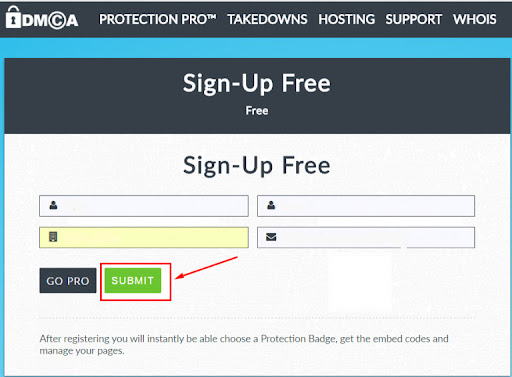 DMCA PROTECTION PRO™ TAKEDOWNS HOSTING SUPPORT WHOIS
Sign-Up Free
Free
Sign-Up Free
GO PRO SUBMIT
After registering you will instantly be able choose a Protection Badge, get the embed codes and
manage your pages.